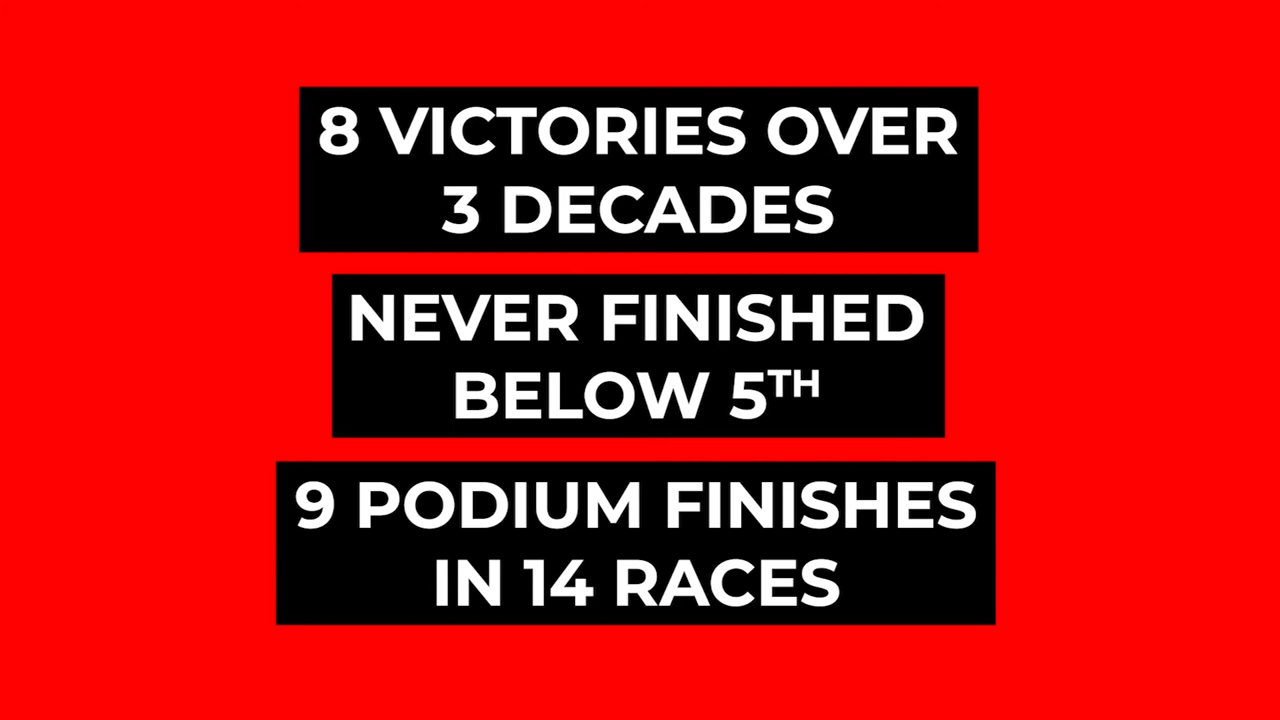 8 VICTORIES OVER
3 DECADES
NEVER FINISHED
BELOW 5TH
9 PODIUM FINISHES
IN 14 RACES